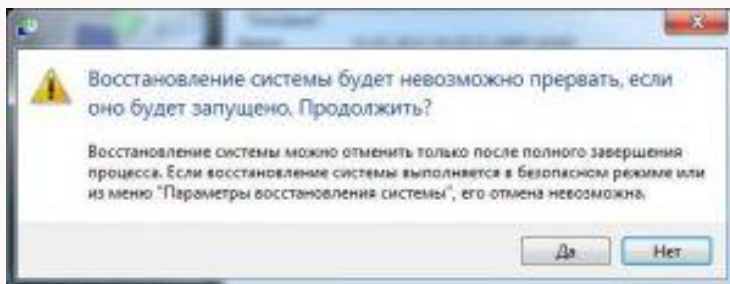 Восстановление системы будет невозможно прервать, если
оно будет запущено. Продолжить?
Восстановление системы можно отменить только после полного завершения
процесса. Если восстановление системы выполняется в безопасном режиме или
из меню "Параметры восстановления системы", его отмена невозможна.
Да
Нет